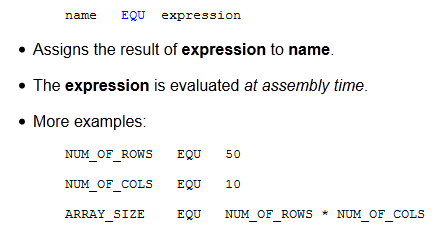 name EQU expression
• Assigns the result of expression to name.
• The expression is evaluated at assembly time.
• More examples:
NUM_OF_ROWS EQU 50
NUM_OF_COLS EQU 10
ARRAY_SIZE EQU NUM_OF_ROWS * NUM_OF_COLS